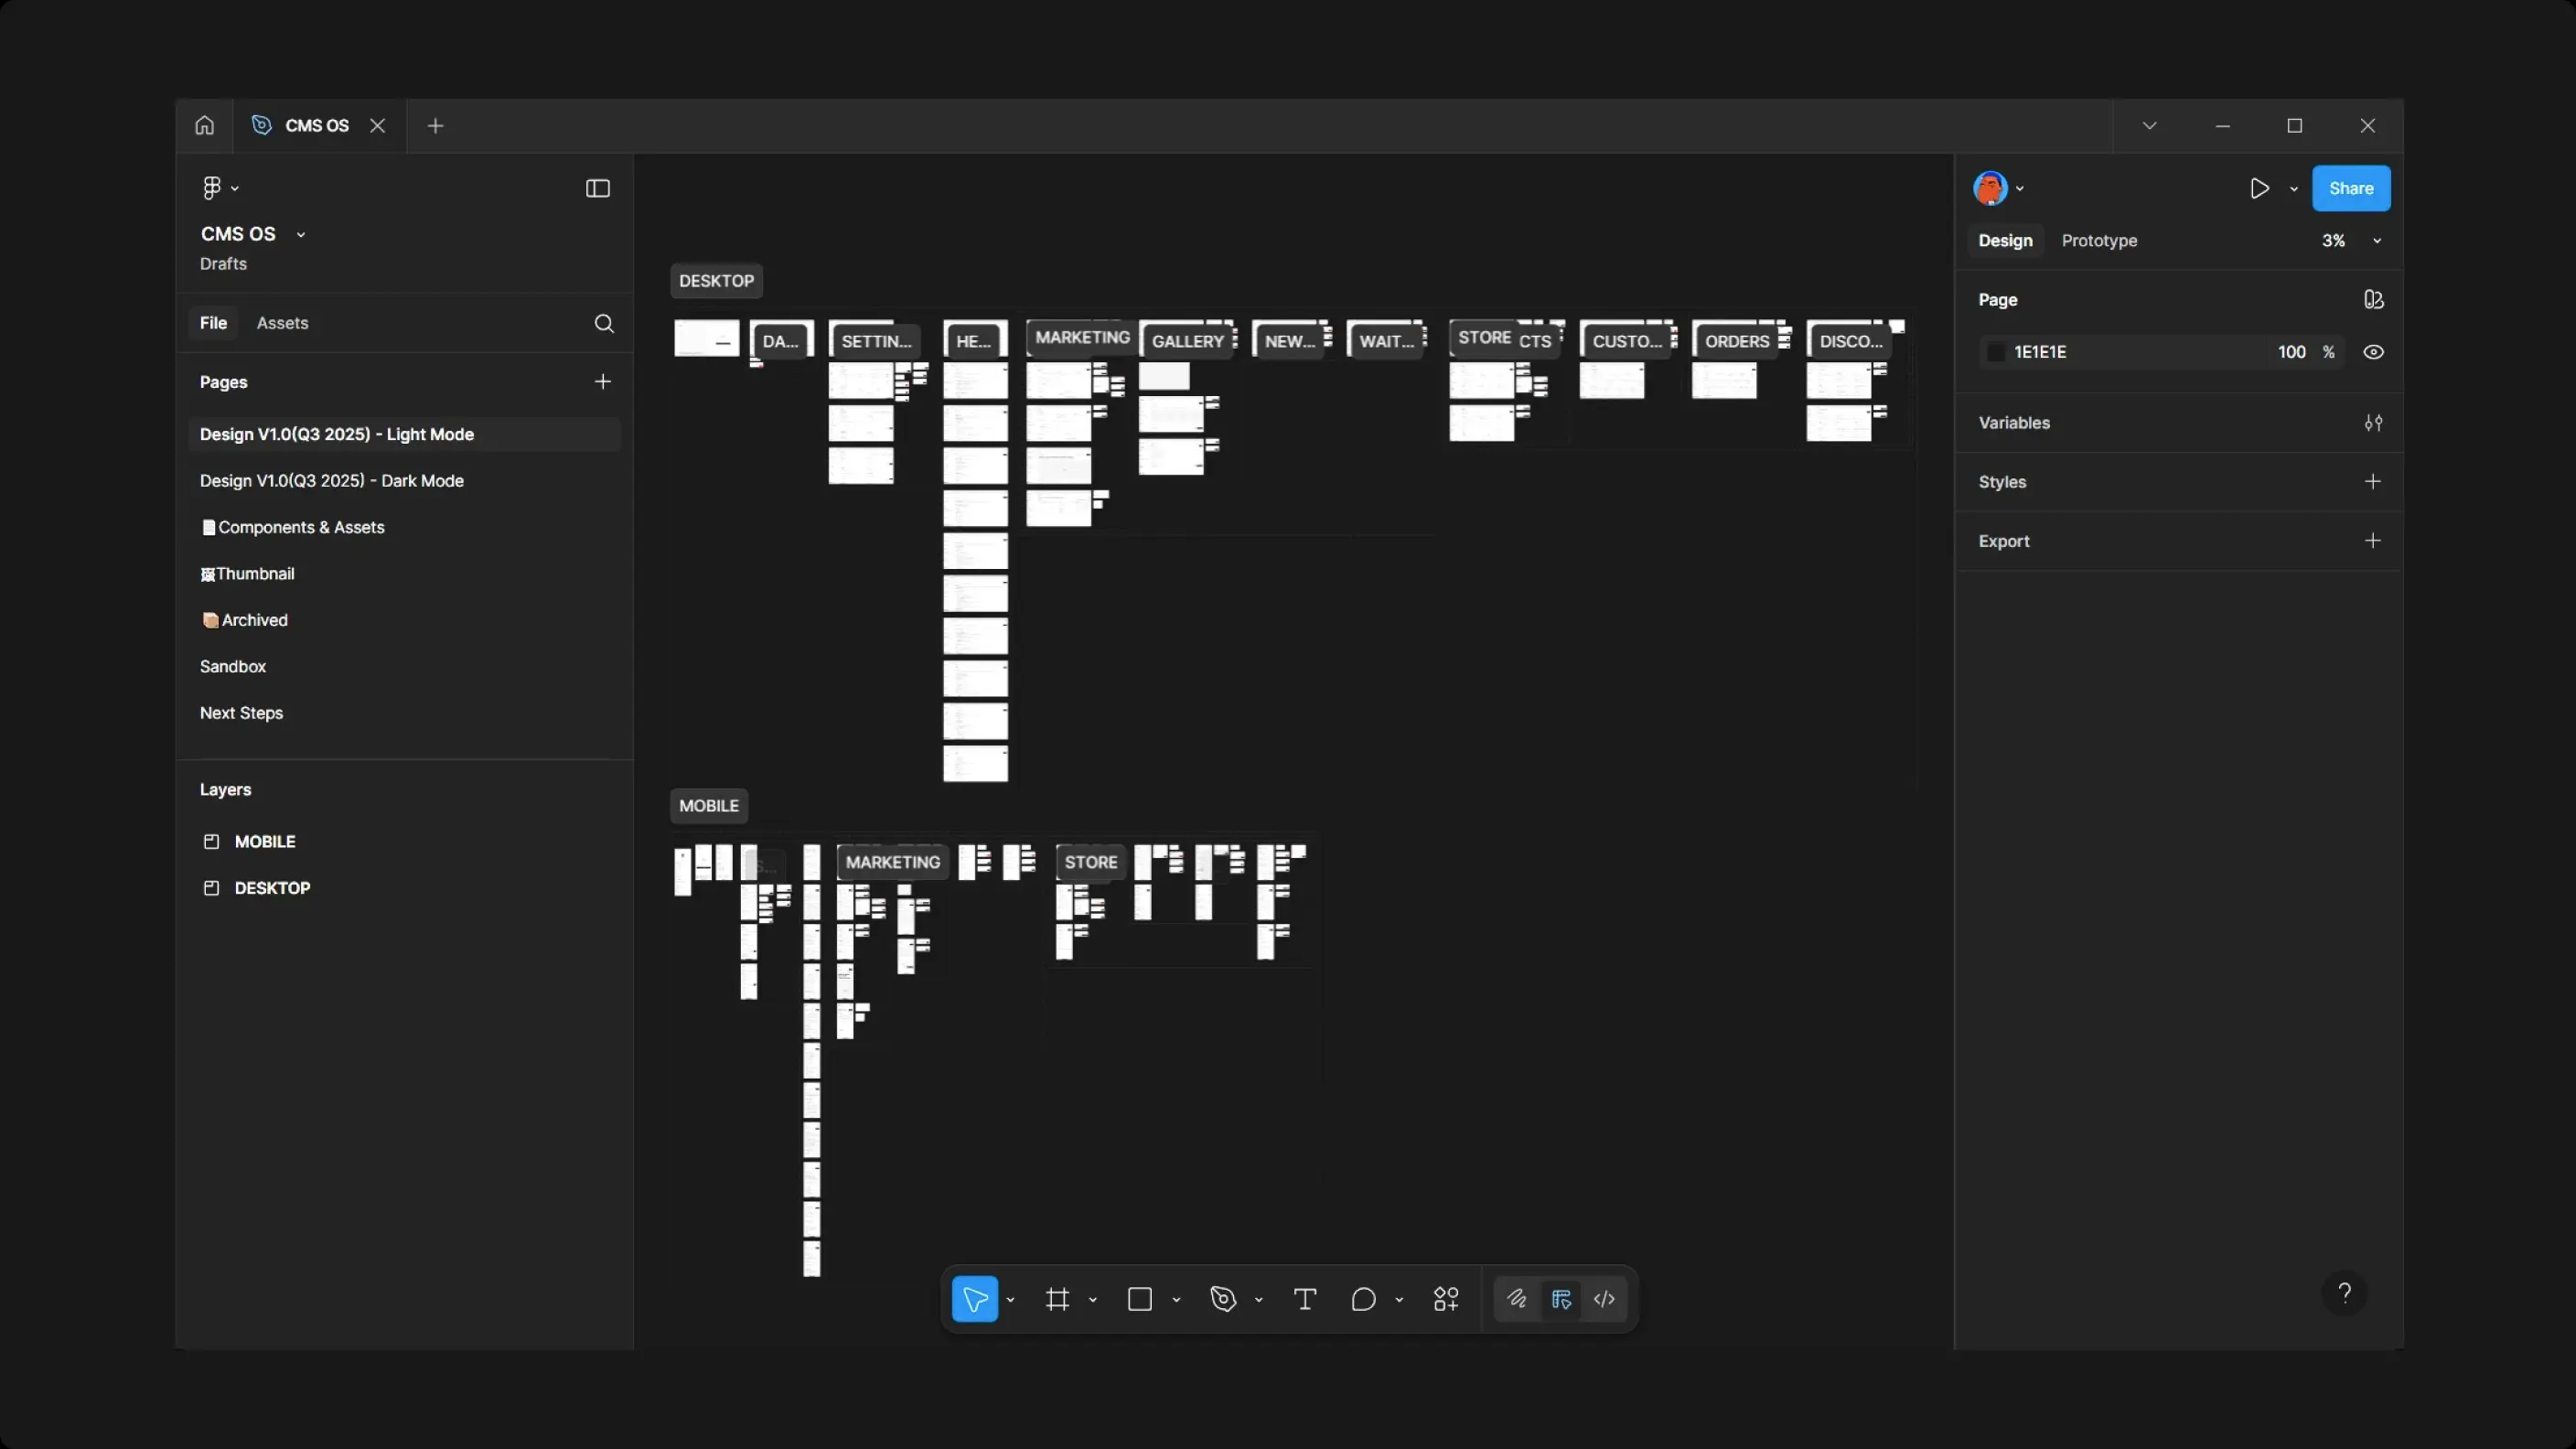 CMS OS
CMS OS
Drafts
File Assets
Pages
Design V1.0(Q3 2025) - Light Mode
Design V1.0(Q3 2025) - Dark Mode
Components & Assets
Thumbnail
Archived
Sandbox
Next Steps
Layers
MOBILE
DESKTOP
DESKTOP
DA... SETTIN... HE... MARKETING GALLERY NEW... WAIT... STORE CTS CUSTO... ORDERS DISCO...
MOBILE
S... MARKETING STORE
Share
Design Prototype 3%
Page
1E1E1E 100 %
Variables
Styles
Export
?